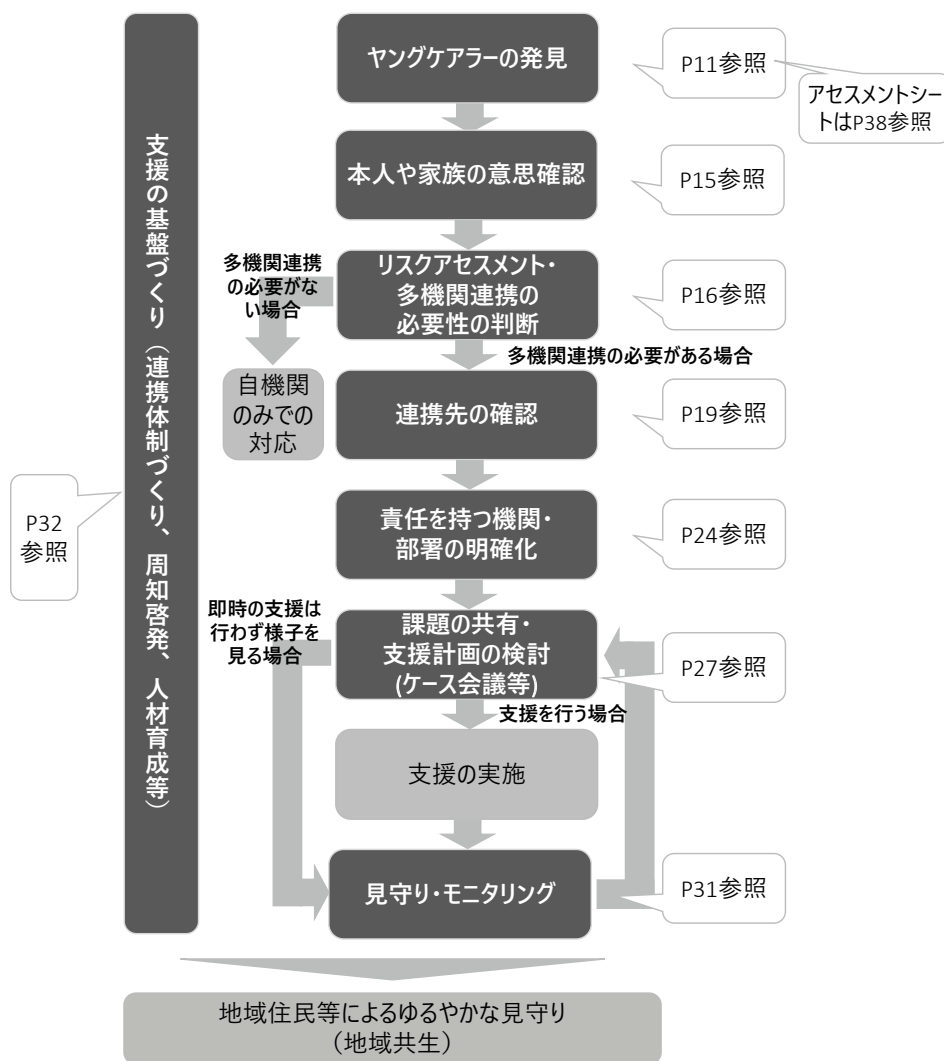 ヤングケアラーの発見
P11参照
アセスメントシー
トはP38参照
本人や家族の意思確認
P15参照
支援の基盤づくり（連携体制づくり、周知啓発、人材育成等）
P32
参照
多機関連携
の必要がな
い場合
リスクアセスメント・
多機関連携の
必要性の判断
P16参照
多機関連携の必要がある場合
自機関
のみでの
対応
連携先の確認
P19参照
責任を持つ機関・
部署の明確化
P24参照
即時の支援は
行わず様子を
見る場合
課題の共有・
支援計画の検討
(ケース会議等)
P27参照
支援を行う場合
支援の実施
見守り・モニタリング
P31参照
地域住民等によるゆるやかな見守り
（地域共生）